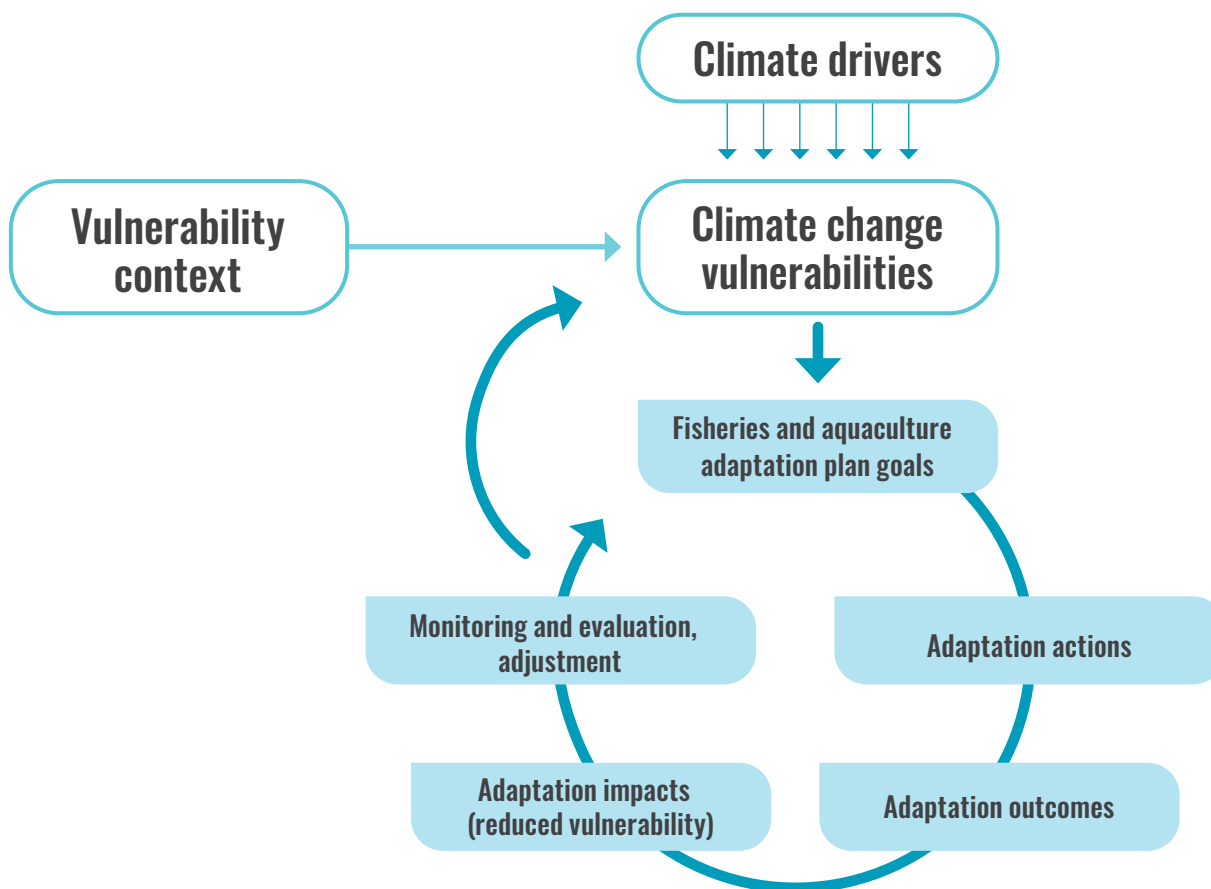 Climate drivers
Vulnerability
context
Climate change
vulnerabilities
Fisheries and aquaculture
adaptation plan goals
Monitoring and evaluation,
adjustment
Adaptation actions
Adaptation impacts
(reduced vulnerability)
Adaptation outcomes